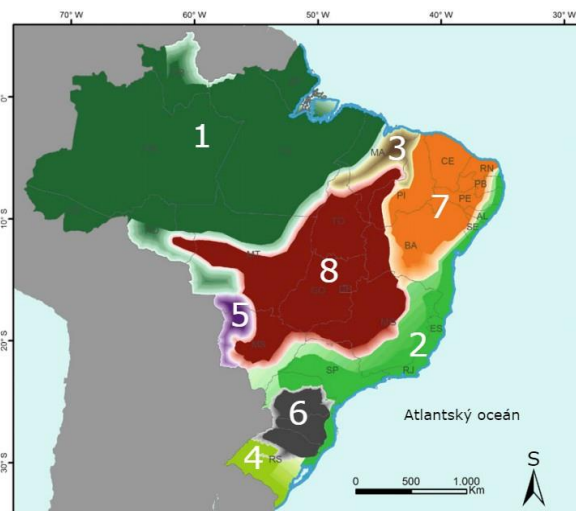 70° W
60° W
50° W
40° W
30° W
0°
10° S
20° S
30° S
1
MA
3
CE
RN
PB
PI
7
PE
AL
SE
BA
MT
8
5
ES
2
SP
RJ
6
4
RS
Atlantský oceán
S
0
500
1.000
Km